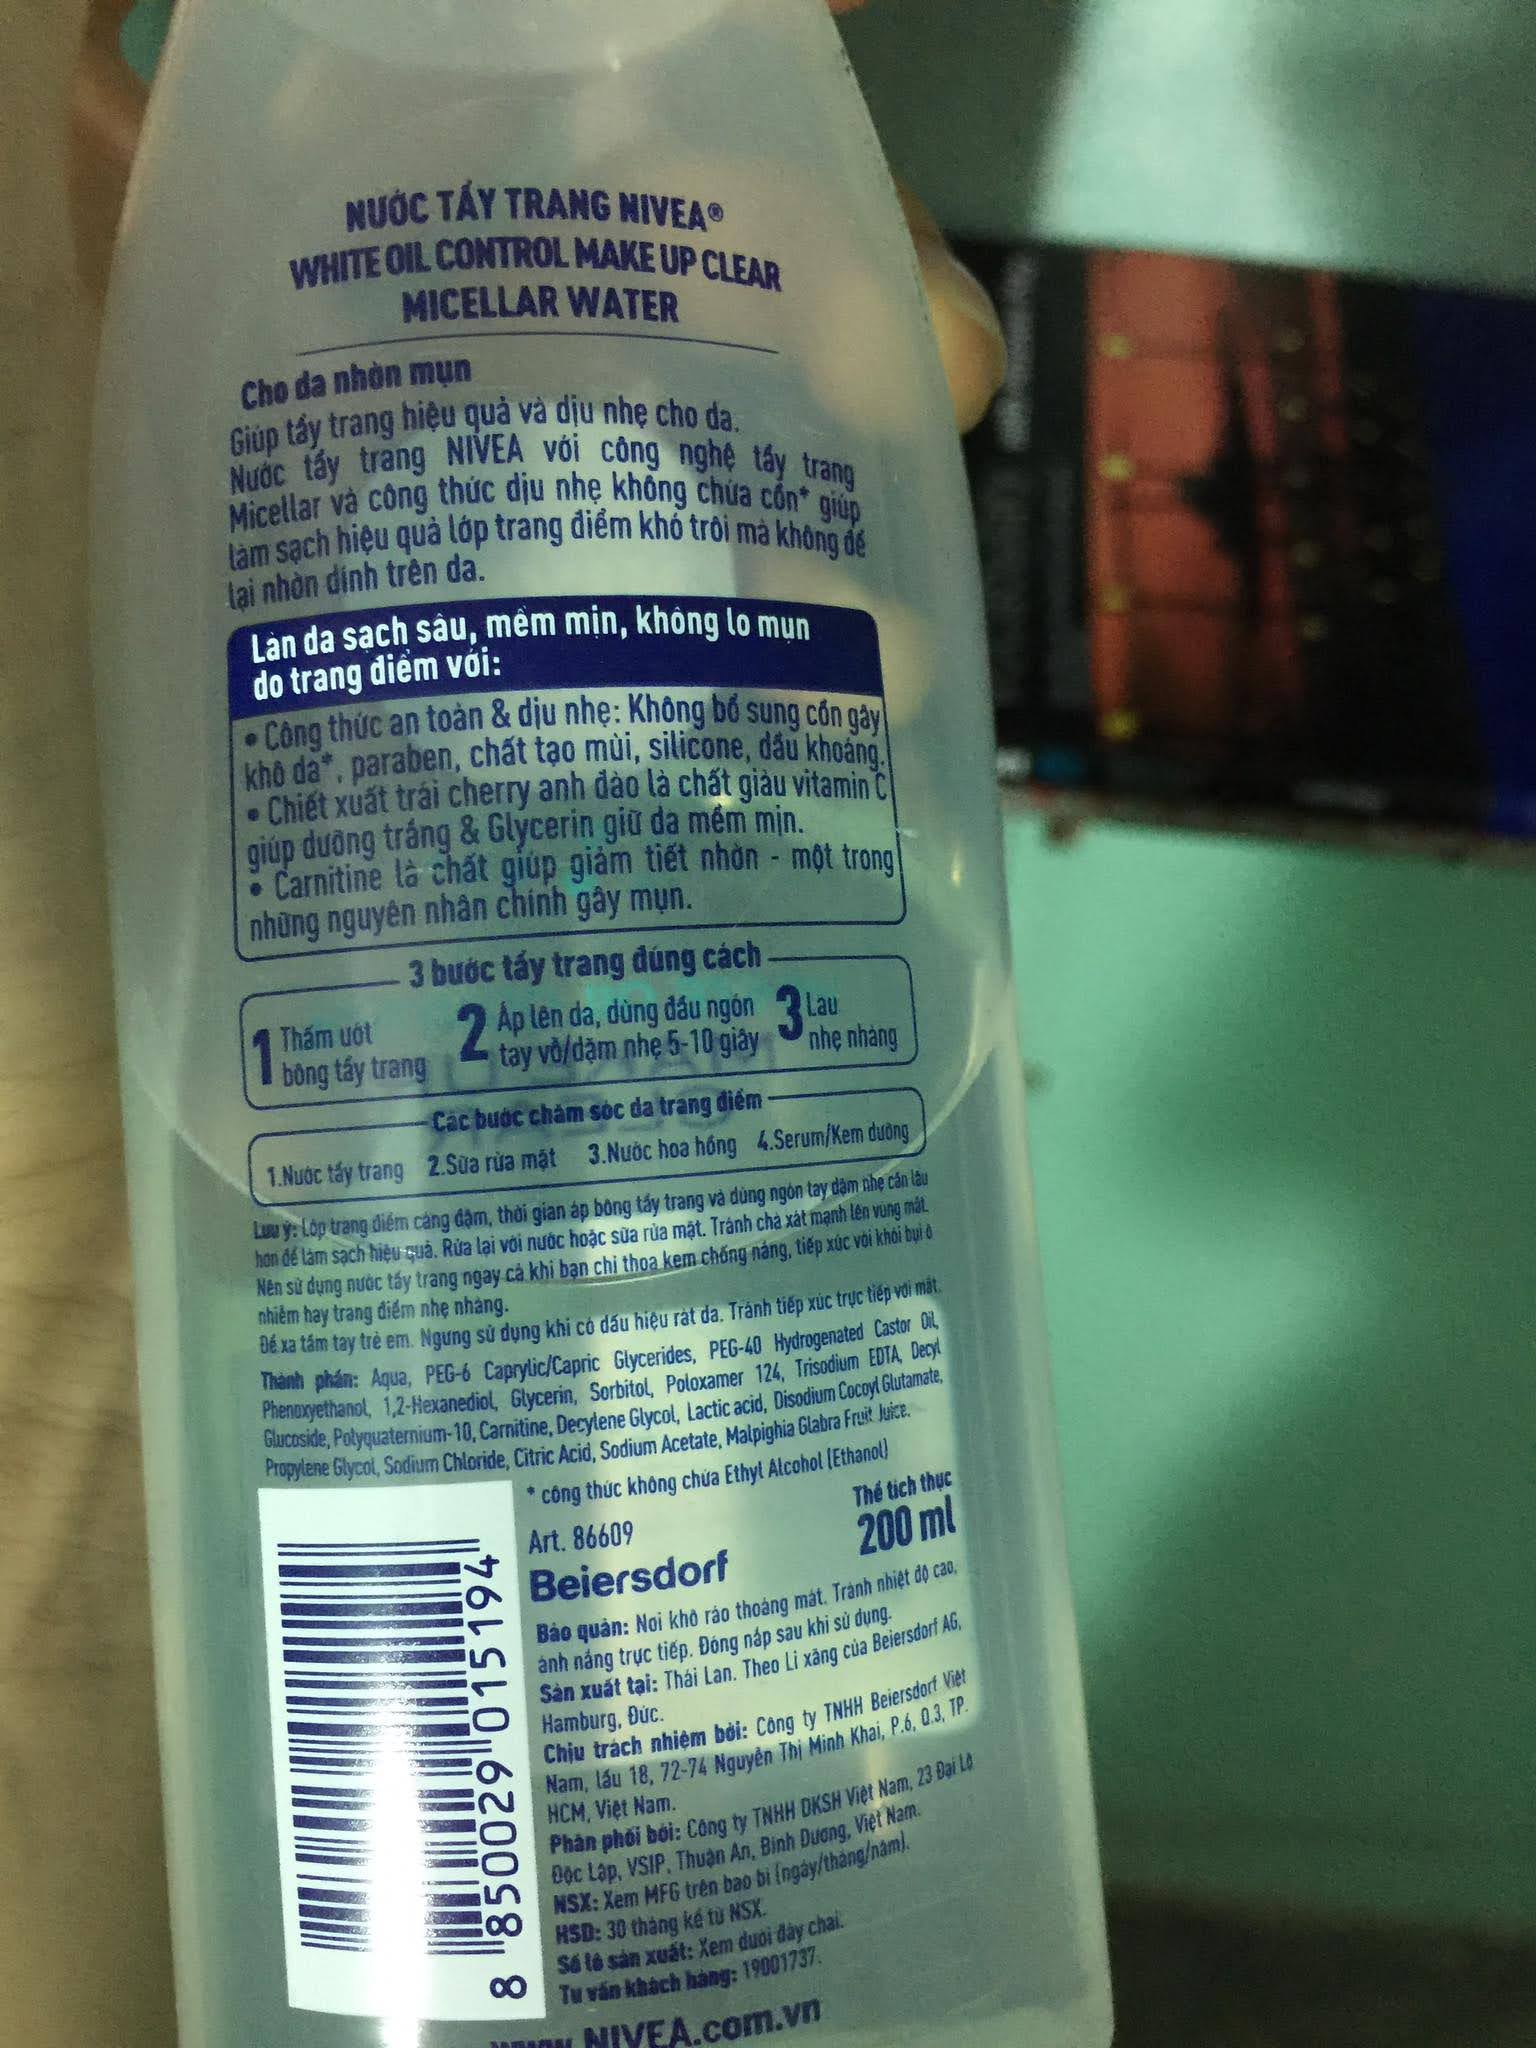 NƯỚC TẨY TRANG NIVEA®
WHITE OIL CONTROL MAKE UP CLEAR
MICELLAR WATER
Cho da nhờn mụn
Giúp tẩy trang hiệu quả và dịu nhẹ cho da.
Nước tẩy trang NIVEA với công nghệ tẩy trang
Micellar và công thức dịu nhẹ không chứa cồn* giúp
làm sạch hiệu quả lớp trang điểm khó trôi mà không để
lại nhờn dính trên da.
Làn da sạch sâu, mềm mịn, không lo mụn
do trang điểm với:
• Công thức an toàn & dịu nhẹ: Không bổ sung cồn gây
khô da*, paraben, chất tạo mùi, silicone, dầu khoáng.
• Chiết xuất trái cherry anh đào là chất giàu vitamin C
giúp dưỡng trắng & Glycerin giữ da mềm mịn.
• Carnitine là chất giúp giảm tiết nhờn - một trong
những nguyên nhân chính gây mụn.
3 bước tẩy trang đúng cách
1 Thấm ướt bông tẩy trang
2 Áp lên da, dùng đầu ngón tay vỗ/dặm nhẹ 5-10 giây
3 Lau nhẹ nhàng
Các bước chăm sóc da trang điểm
1.Nước tẩy trang 2.Sữa rửa mặt 3.Nước hoa hồng 4.Serum/Kem dưỡng
Lưu ý: Lớp trang điểm càng đậm, thời gian áp bông tẩy trang và dùng ngón tay dặm nhẹ cần lâu
hơn để làm sạch hiệu quả. Rửa lại với nước hoặc sữa rửa mặt. Tránh chà xát mạnh lên vùng mắt.
Nên sử dụng nước tẩy trang ngay cả khi bạn chỉ thoa kem chống nắng, tiếp xúc với khói bụi ô
nhiễm hay trang điểm nhẹ nhàng.
Để xa tầm tay trẻ em. Ngưng sử dụng khi có dấu hiệu rát da. Tránh tiếp xúc trực tiếp với mắt.
Thành phần: Aqua, PEG-6 Caprylic/Capric Glycerides, PEG-40 Hydrogenated Castor Oil,
Phenoxyethanol, 1,2-Hexanediol, Glycerin, Sorbitol, Poloxamer 124, Trisodium EDTA, Decyl
Glucoside, Polyquaternium-10, Carnitine, Decylene Glycol, Lactic acid, Disodium Cocoyl Glutamate,
Propylene Glycol, Sodium Chloride, Citric Acid, Sodium Acetate, Malpighia Glabra Fruit Juice.
* công thức không chứa Ethyl Alcohol (Ethanol)
Art. 86609
Thể tích thực
200 ml
Beiersdorf
Bảo quản: Nơi khô ráo thoáng mát. Tránh nhiệt độ cao,
ánh nắng trực tiếp. Đóng nắp sau khi sử dụng.
Sản xuất tại: Thái Lan. Theo Li xăng của Beiersdorf AG,
Hamburg, Đức.
Chịu trách nhiệm bởi: Công ty TNHH Beiersdorf Việt
Nam, lầu 18, 72-74 Nguyễn Thị Minh Khai, P.6, Q.3, TP.
HCM, Việt Nam.
Phân phối bởi: Công ty TNHH DKSH Việt Nam, 23 Đại Lộ
Độc Lập, VSIP, Thuận An, Bình Dương, Việt Nam.
NSX: Xem MFG trên bao bì (ngày/tháng/năm).
HSD: 30 tháng kể từ NSX.
Số lô sản xuất: Xem dưới đáy chai.
Tư vấn khách hàng: 19001737.
www.NIVEA.com.vn
8 850029 015194